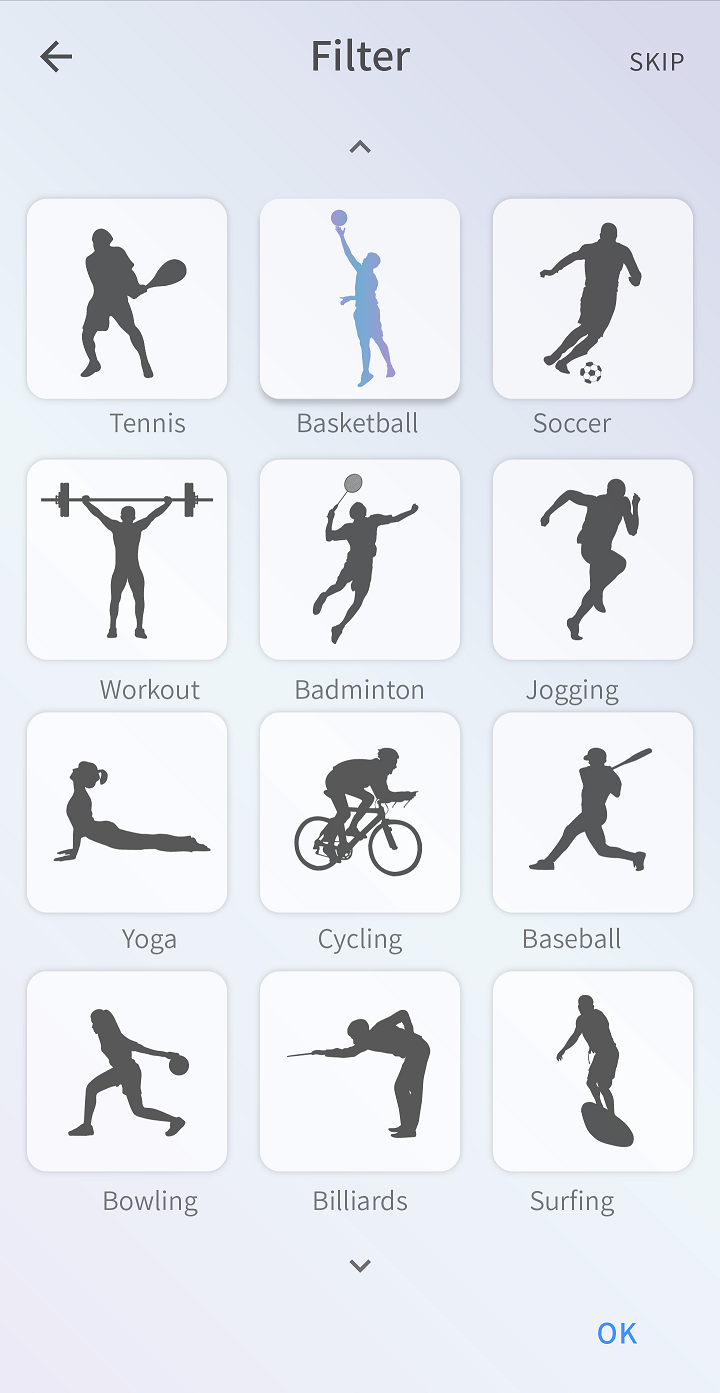 Filter
SKIP
Tennis
Basketball
Soccer
Workout
Badminton
Jogging
Yoga
Cycling
Baseball
Bowling
Billiards
Surfing
OK